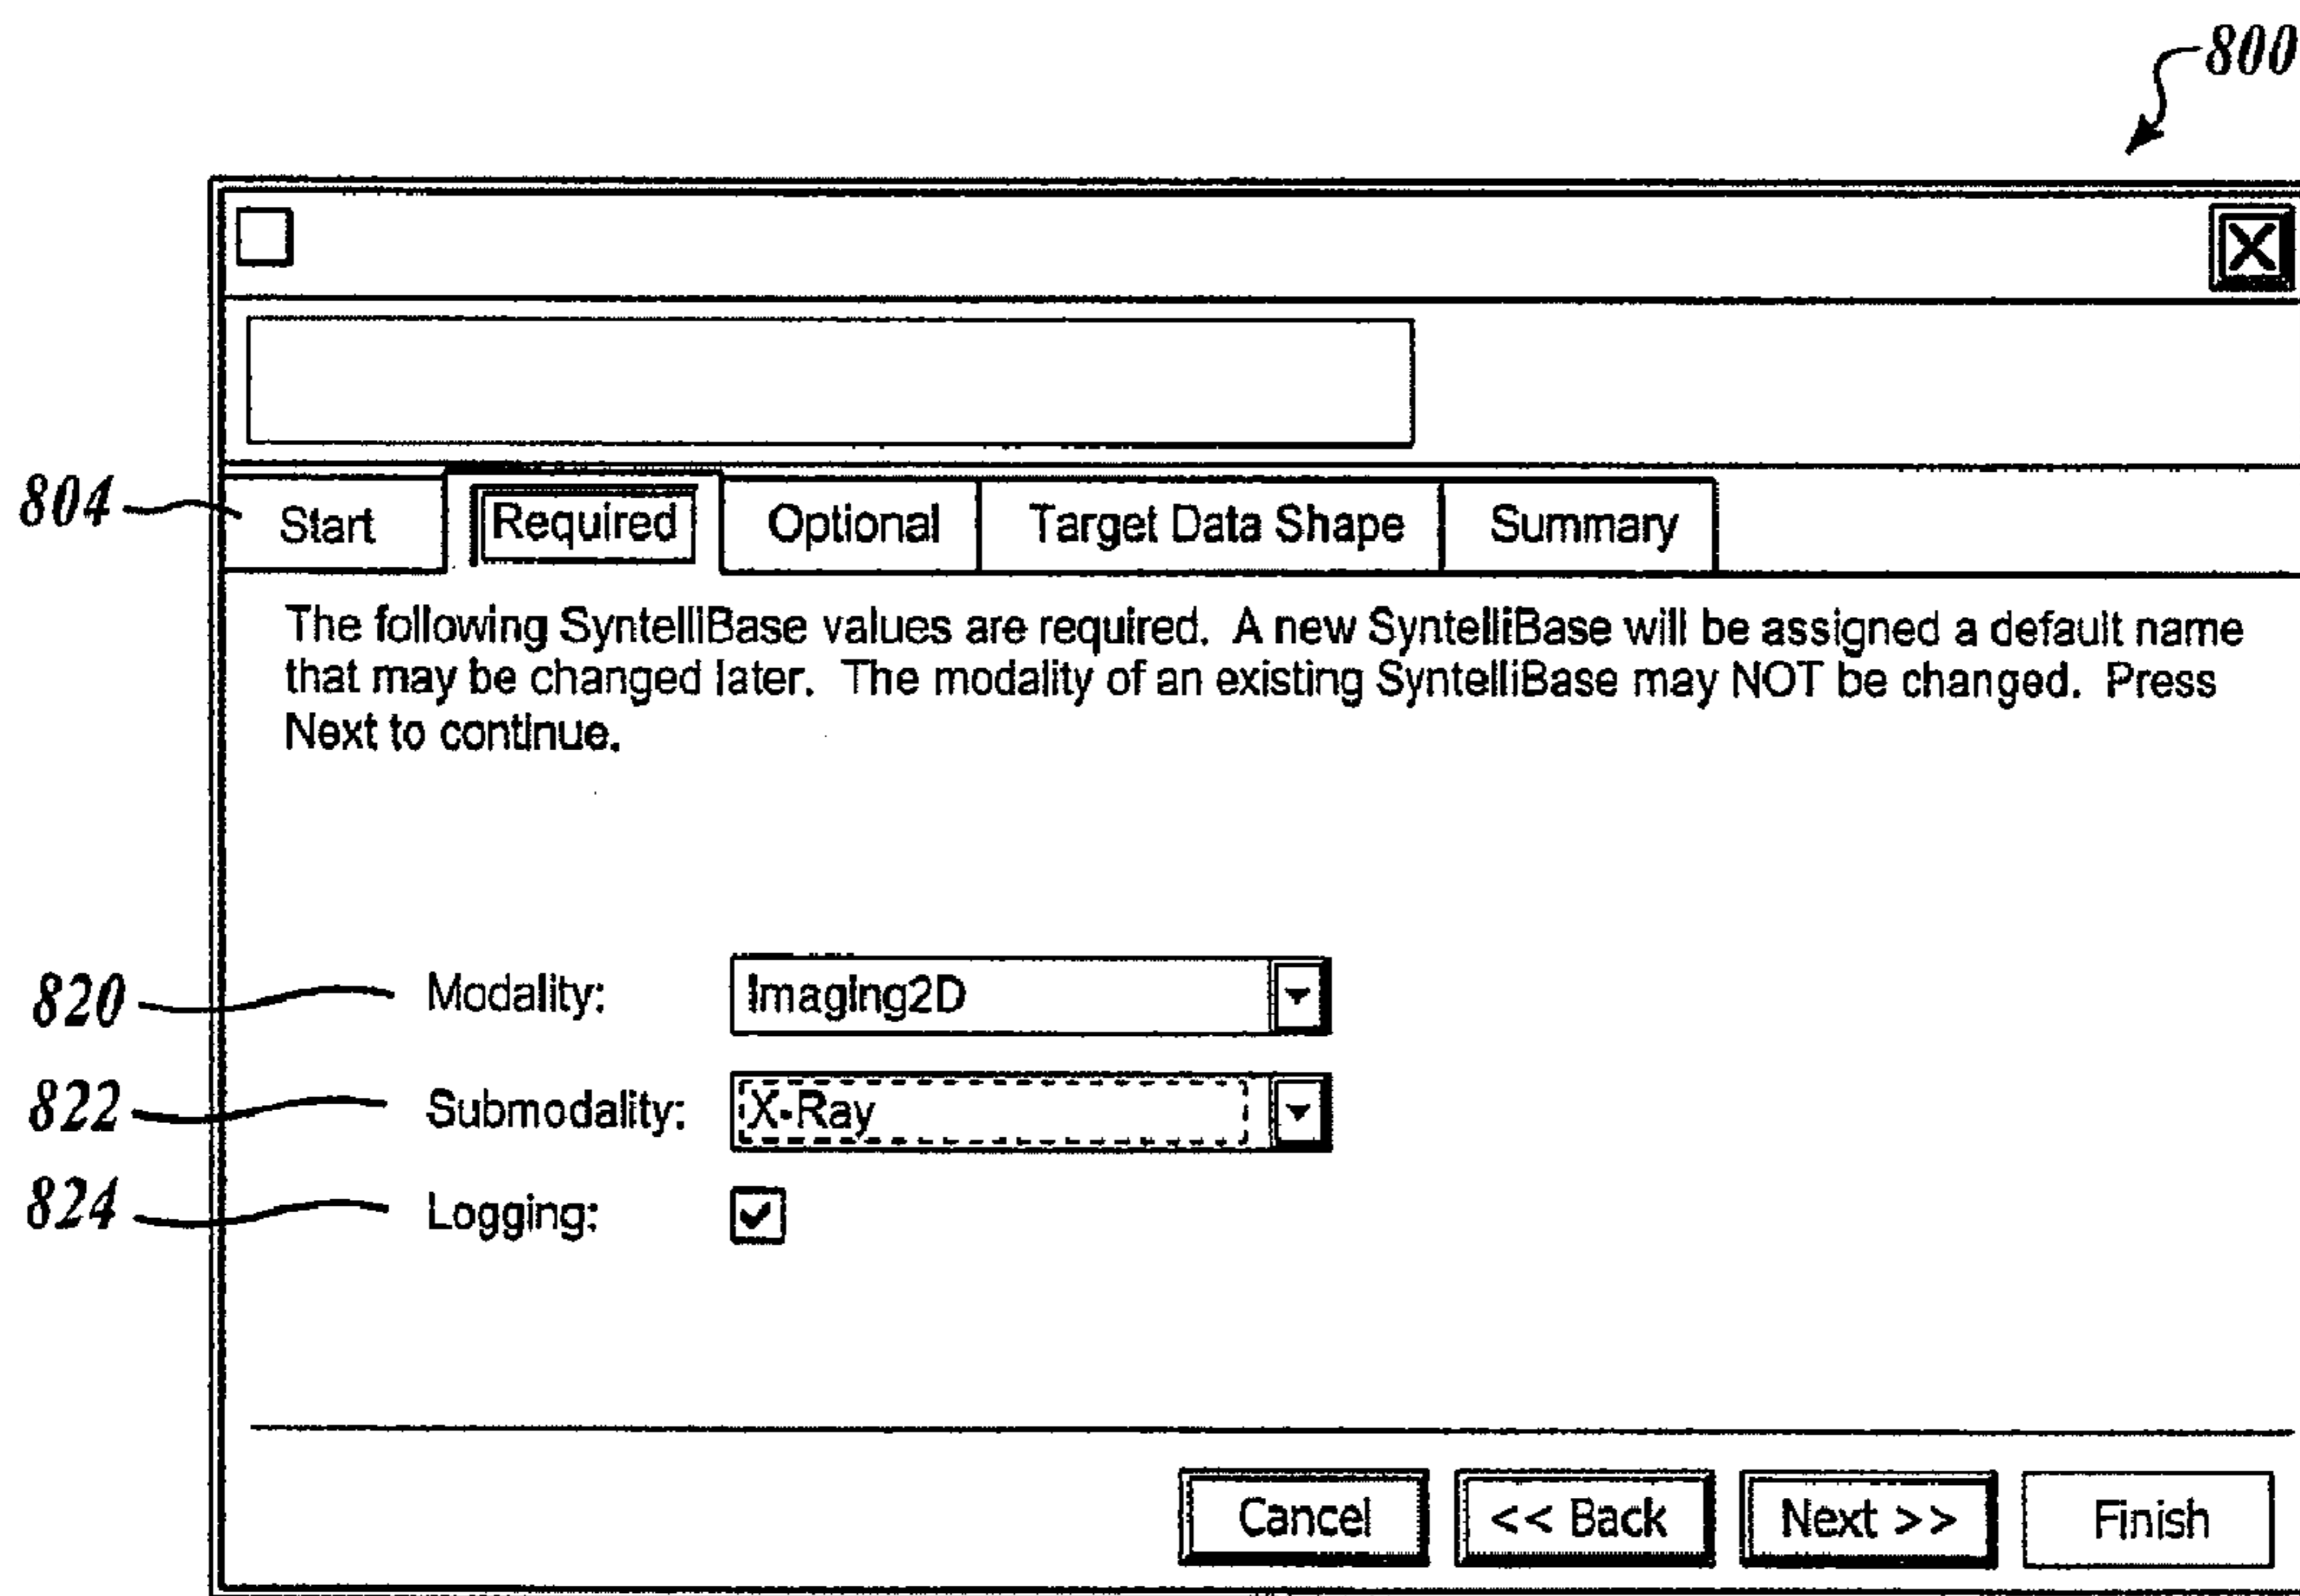 800
X
804 Start Required Optional Target Data Shape Summary
The following SyntelliBase values are required. A new SyntelliBase will be assigned a default name
that may be changed later. The modality of an existing SyntelliBase may NOT be changed. Press
Next to continue.
820 Modality: Imaging2D
822 Submodality: X-Ray
824 Logging:
Cancel << Back Next >> Finish